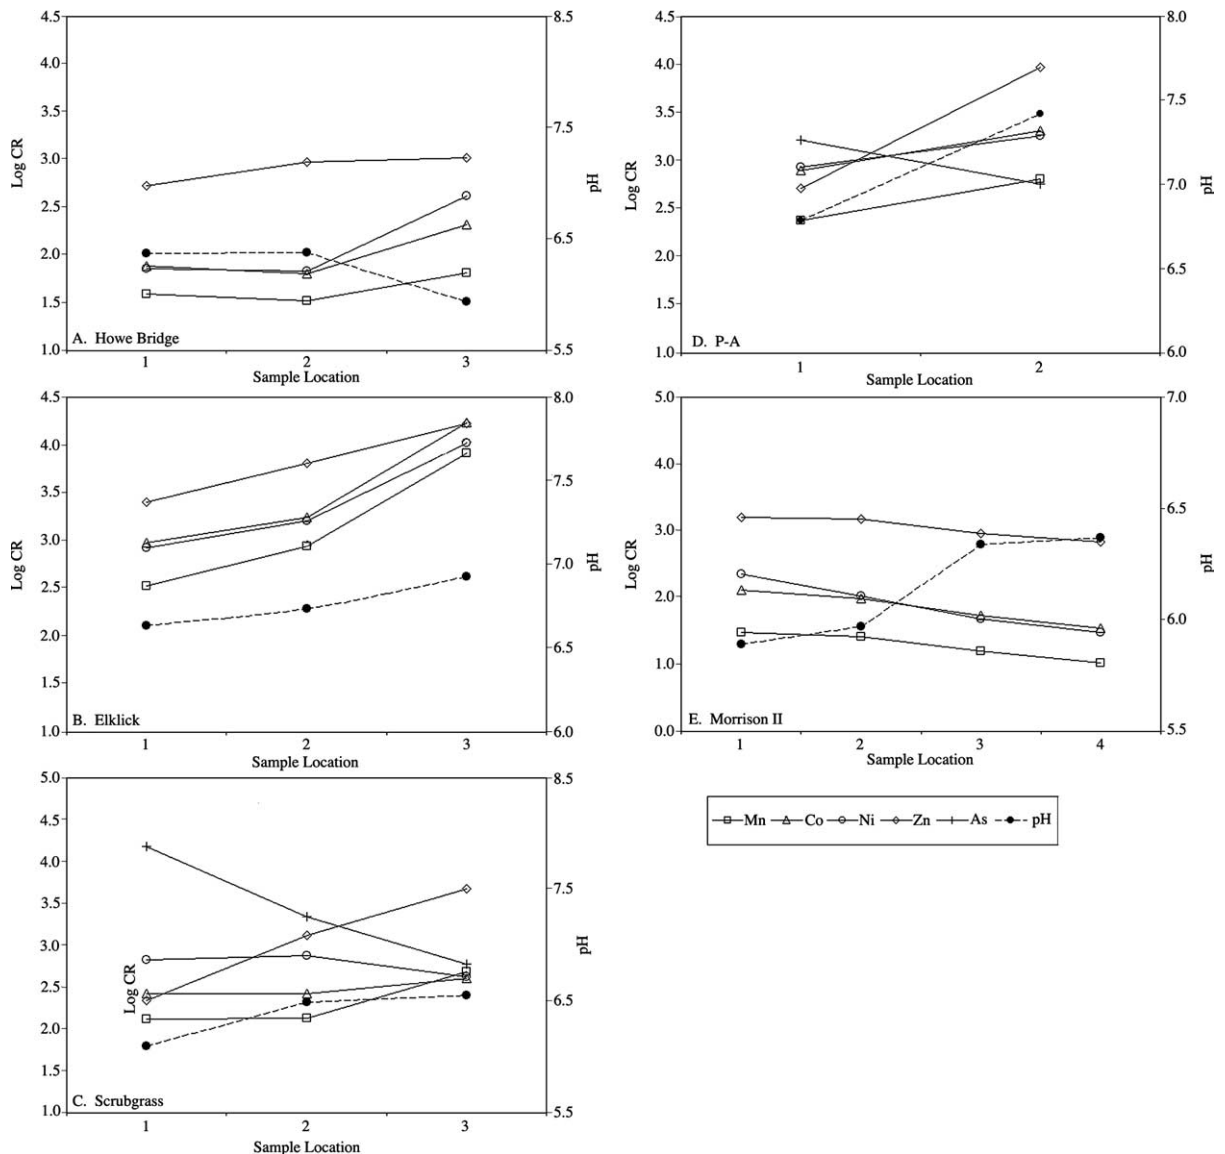 4.5
4.0
3.5
3.0
2.5
2.0
1.5
1.0
Log CR
8.5
7.5
6.5
5.5
pH
A. Howe Bridge
1 2 3
Sample Location
4.5
4.0
3.5
3.0
2.5
2.0
1.5
1.0
Log CR
8.0
7.5
7.0
6.5
6.0
pH
B. Elklick
1 2 3
Sample Location
5.0
4.5
4.0
3.5
3.0
2.5
2.0
1.5
1.0
Log CR
8.5
7.5
6.5
5.5
pH
C. Scrubgrass
1 2 3
Sample Location
4.5
4.0
3.5
3.0
2.5
2.0
1.5
1.0
Log CR
8.0
7.5
7.0
6.5
6.0
pH
D. P-A
1 2
Sample Location
5.0
4.0
3.0
2.0
1.0
0.0
Log CR
7.0
6.5
6.0
5.5
pH
E. Morrison II
1 2 3 4
Sample Location
Mn Co Ni Zn As pH